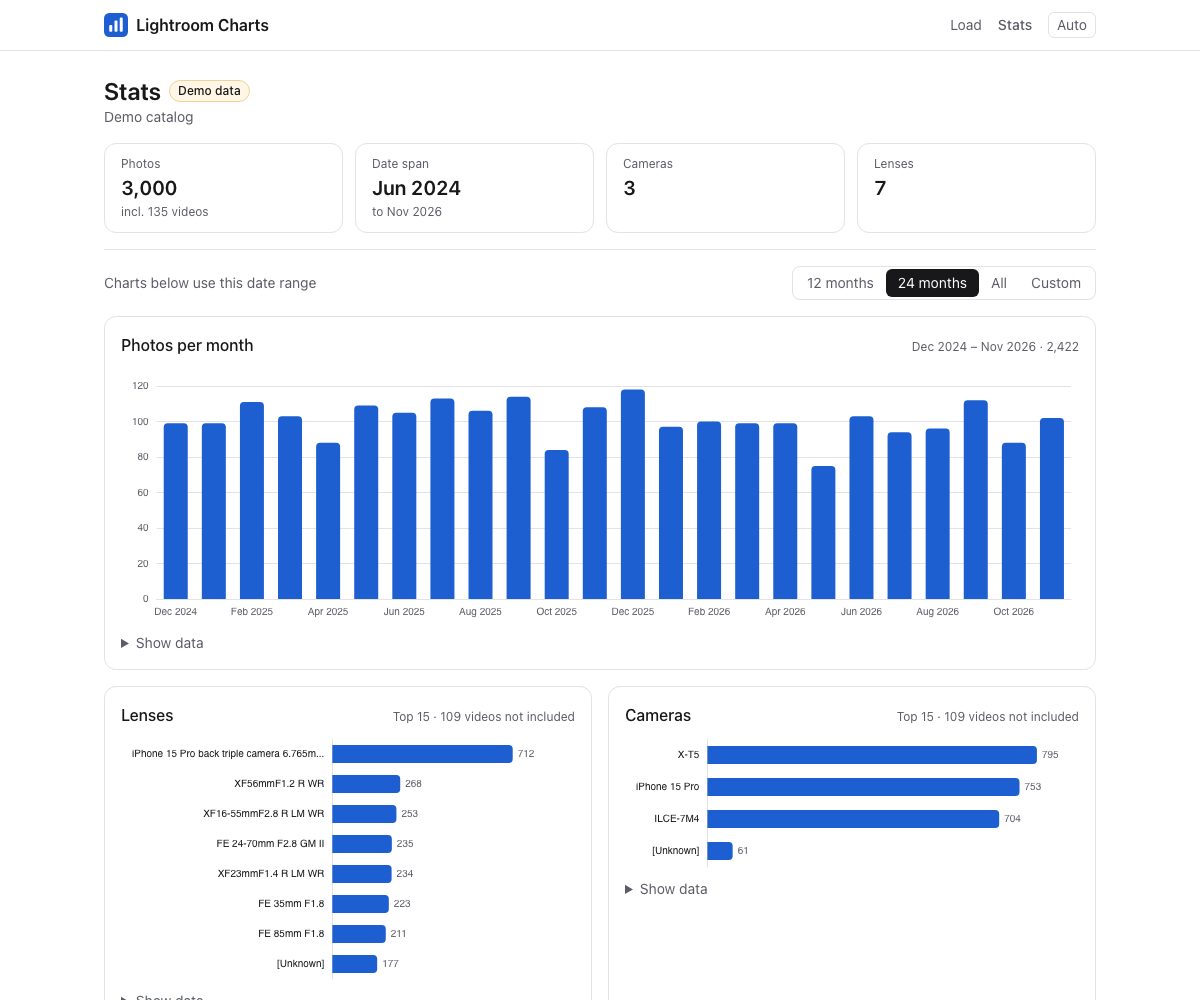 Lightroom Charts
Load Stats Auto
Stats Demo data
Demo catalog
Photos
3,000
incl. 135 videos
Date span
Jun 2024
to Nov 2026
Cameras
3
Lenses
7
Charts below use this date range
12 months 24 months All Custom
Photos per month
Dec 2024 – Nov 2026 · 2,422
120
100
80
60
40
20
0
Dec 2024 Feb 2025 Apr 2025 Jun 2025 Aug 2025 Oct 2025 Dec 2025 Feb 2026 Apr 2026 Jun 2026 Aug 2026 Oct 2026
Show data
Lenses
Top 15 · 109 videos not included
iPhone 15 Pro back triple camera 6.765m... 712
XF56mmF1.2 R WR 268
XF16-55mmF2.8 R LM WR 253
FE 24-70mm F2.8 GM II 235
XF23mmF1.4 R LM WR 234
FE 35mm F1.8 223
FE 85mm F1.8 211
[Unknown] 177
Show data
Cameras
Top 15 · 109 videos not included
X-T5 795
iPhone 15 Pro 753
ILCE-7M4 704
[Unknown] 61
Show data